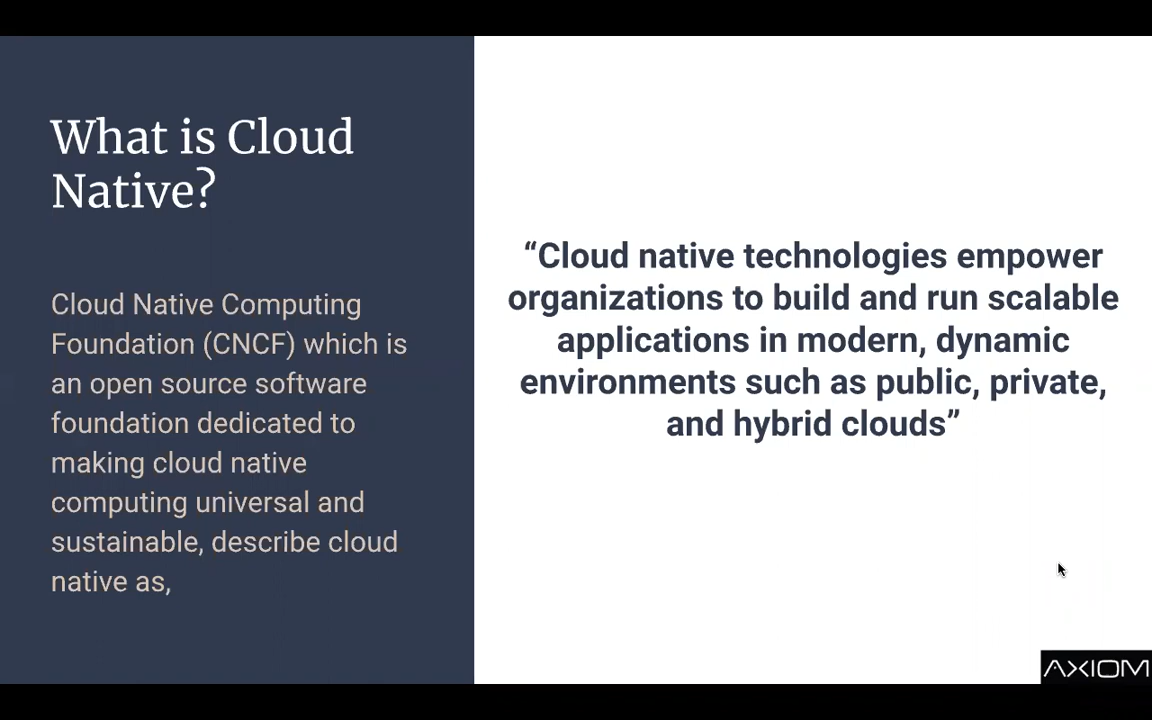 What is Cloud
Native?
Cloud Native Computing
Foundation (CNCF) which is
an open source software
foundation dedicated to
making cloud native
computing universal and
sustainable, describe cloud
native as,
“Cloud native technologies empower
organizations to build and run scalable
applications in modern, dynamic
environments such as public, private,
and hybrid clouds”
AXIOM